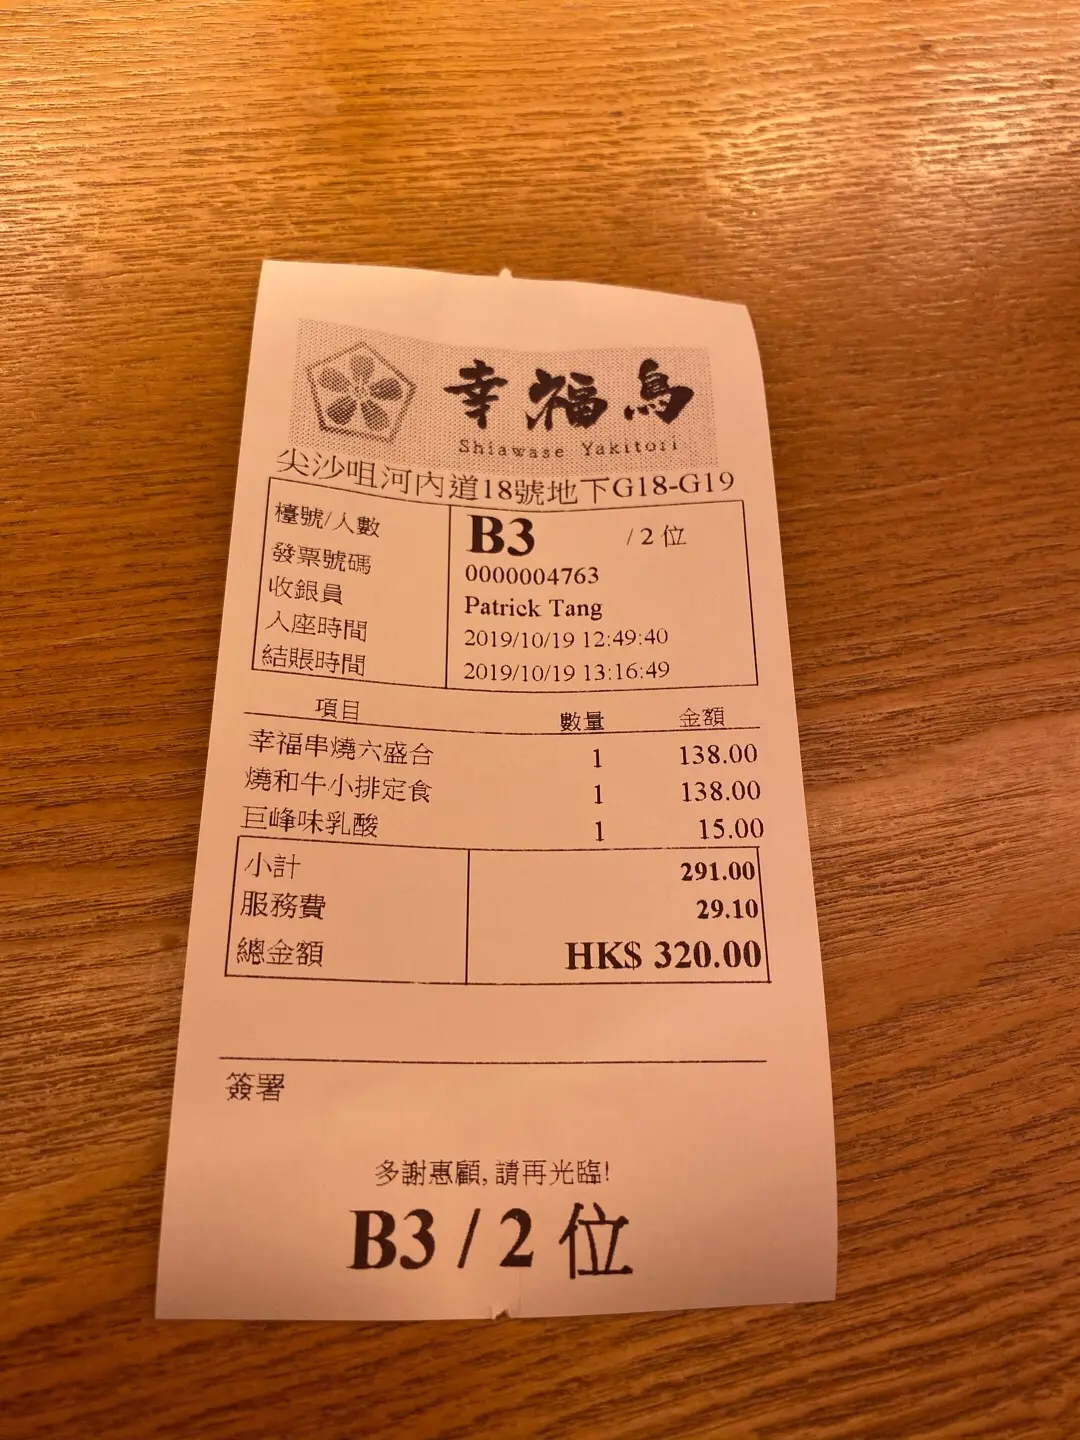 幸福鳥
Shiawase Yakitori
尖沙咀河內道18號地下G18-G19
檯號/人數 B3 / 2 位
發票號碼 0000004763
收銀員 Patrick Tang
入座時間 2019/10/19 12:49:40
結賬時間 2019/10/19 13:16:49
項目 數量 金額
幸福串燒六盛合 1 138.00
燒和牛小排定食 1 138.00
巨峰味乳酸 1 15.00
小計 291.00
服務費 29.10
總金額 HK$ 320.00
簽署
多謝惠顧, 請再光臨!
B3 / 2 位